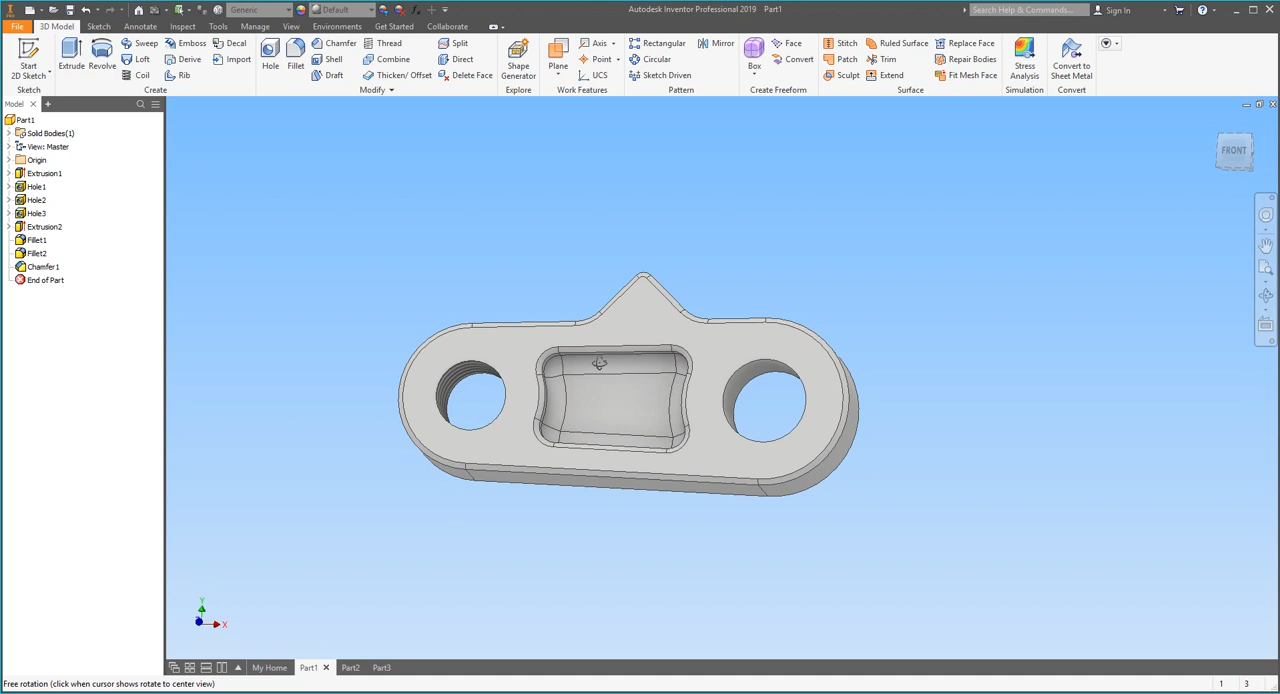 Generic Default Autodesk Inventor Professional 2019 Part1 Search Help & Commands... Sign In
File 3D Model Sketch Annotate Inspect Tools Manage View Environments Get Started Collaborate
Start 2D Sketch Extrude Revolve Sweep Emboss Decal Loft Derive Import Coil Rib
Hole Fillet Chamfer Thread Split Shell Combine Direct Draft Thicken/ Offset Delete Face
Shape Generator Plane Axis Point UCS Rectangular Mirror Circular Sketch Driven
Box Face Convert Stitch Ruled Surface Replace Face Patch Trim Repair Bodies Sculpt Extend Fit Mesh Face
Stress Analysis Convert to Sheet Metal
Sketch Create Modify Explore Work Features Pattern Create Freeform Surface Simulation Convert
Model
Part1
Solid Bodies(1)
View: Master
Origin
Extrusion1
Hole1
Hole2
Hole3
Extrusion2
Fillet1
Fillet2
Chamfer1
End of Part
FRONT
Y
X
My Home Part1 Part2 Part3
Free rotation (click when cursor shows rotate to center view) 1 3